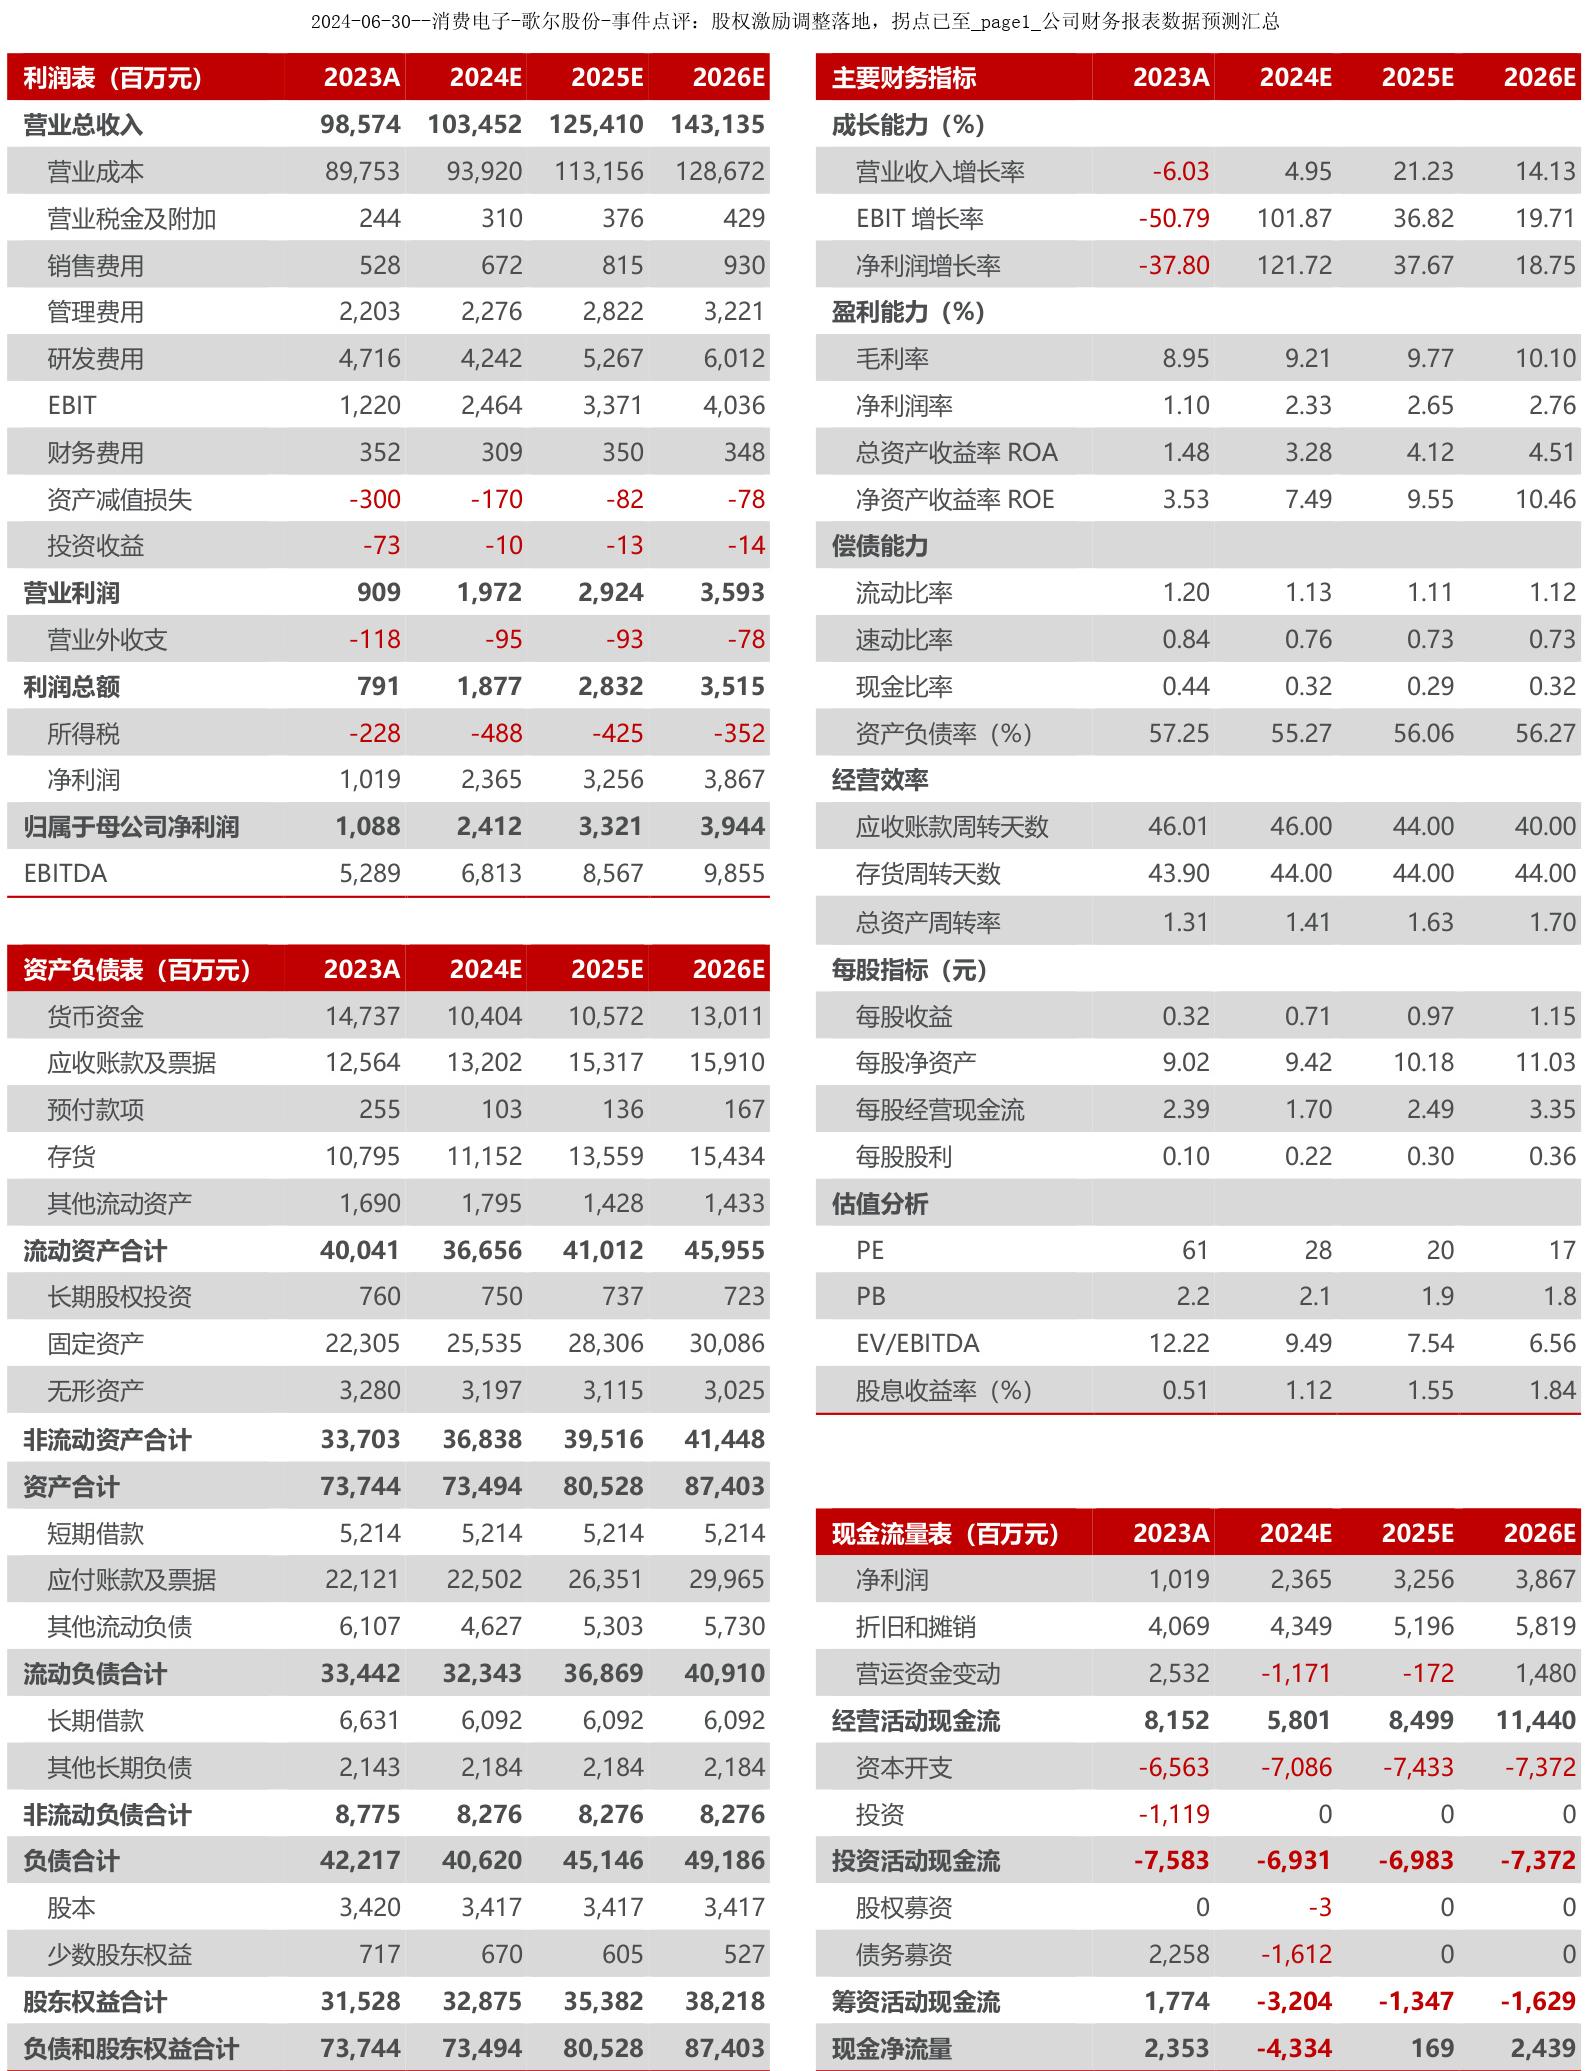 2024-06-30--消费电子-歌尔股份-事件点评：股权激励调整落地，拐点已至_page1_公司财务报表数据预测汇总
利润表（百万元） 2023A 2024E 2025E 2026E
营业总收入 98,574 103,452 125,410 143,135
营业成本 89,753 93,920 113,156 128,672
营业税金及附加 244 310 376 429
销售费用 528 672 815 930
管理费用 2,203 2,276 2,822 3,221
研发费用 4,716 4,242 5,267 6,012
EBIT 1,220 2,464 3,371 4,036
财务费用 352 309 350 348
资产减值损失 -300 -170 -82 -78
投资收益 -73 -10 -13 -14
营业利润 909 1,972 2,924 3,593
营业外收支 -118 -95 -93 -78
利润总额 791 1,877 2,832 3,515
所得税 -228 -488 -425 -352
净利润 1,019 2,365 3,256 3,867
归属于母公司净利润 1,088 2,412 3,321 3,944
EBITDA 5,289 6,813 8,567 9,855
资产负债表（百万元） 2023A 2024E 2025E 2026E
货币资金 14,737 10,404 10,572 13,011
应收账款及票据 12,564 13,202 15,317 15,910
预付款项 255 103 136 167
存货 10,795 11,152 13,559 15,434
其他流动资产 1,690 1,795 1,428 1,433
流动资产合计 40,041 36,656 41,012 45,955
长期股权投资 760 750 737 723
固定资产 22,305 25,535 28,306 30,086
无形资产 3,280 3,197 3,115 3,025
非流动资产合计 33,703 36,838 39,516 41,448
资产合计 73,744 73,494 80,528 87,403
短期借款 5,214 5,214 5,214 5,214
应付账款及票据 22,121 22,502 26,351 29,965
其他流动负债 6,107 4,627 5,303 5,730
流动负债合计 33,442 32,343 36,869 40,910
长期借款 6,631 6,092 6,092 6,092
其他长期负债 2,143 2,184 2,184 2,184
非流动负债合计 8,775 8,276 8,276 8,276
负债合计 42,217 40,620 45,146 49,186
股本 3,420 3,417 3,417 3,417
少数股东权益 717 670 605 527
股东权益合计 31,528 32,875 35,382 38,218
负债和股东权益合计 73,744 73,494 80,528 87,403
主要财务指标 2023A 2024E 2025E 2026E
成长能力（%）
营业收入增长率 -6.03 4.95 21.23 14.13
EBIT 增长率 -50.79 101.87 36.82 19.71
净利润增长率 -37.80 121.72 37.67 18.75
盈利能力（%）
毛利率 8.95 9.21 9.77 10.10
净利润率 1.10 2.33 2.65 2.76
总资产收益率 ROA 1.48 3.28 4.12 4.51
净资产收益率 ROE 3.53 7.49 9.55 10.46
偿债能力
流动比率 1.20 1.13 1.11 1.12
速动比率 0.84 0.76 0.73 0.73
现金比率 0.44 0.32 0.29 0.32
资产负债率（%） 57.25 55.27 56.06 56.27
经营效率
应收账款周转天数 46.01 46.00 44.00 40.00
存货周转天数 43.90 44.00 44.00 44.00
总资产周转率 1.31 1.41 1.63 1.70
每股指标（元）
每股收益 0.32 0.71 0.97 1.15
每股净资产 9.02 9.42 10.18 11.03
每股经营现金流 2.39 1.70 2.49 3.35
每股股利 0.10 0.22 0.30 0.36
估值分析
PE 61 28 20 17
PB 2.2 2.1 1.9 1.8
EV/EBITDA 12.22 9.49 7.54 6.56
股息收益率（%） 0.51 1.12 1.55 1.84
现金流量表（百万元） 2023A 2024E 2025E 2026E
净利润 1,019 2,365 3,256 3,867
折旧和摊销 4,069 4,349 5,196 5,819
营运资金变动 2,532 -1,171 -172 1,480
经营活动现金流 8,152 5,801 8,499 11,440
资本开支 -6,563 -7,086 -7,433 -7,372
投资 -1,119 0 0 0
投资活动现金流 -7,583 -6,931 -6,983 -7,372
股权募资 0 -3 0 0
债务募资 2,258 -1,612 0 0
筹资活动现金流 1,774 -3,204 -1,347 -1,629
现金净流量 2,353 -4,334 169 2,439